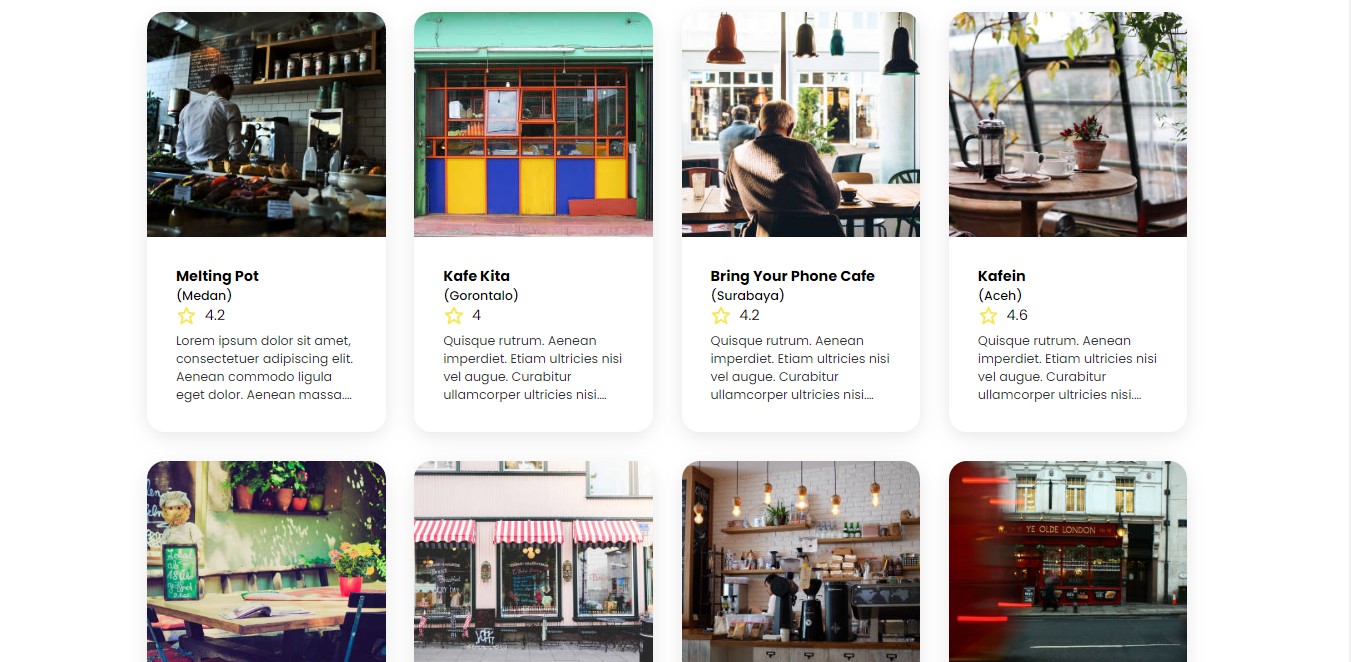 Melting Pot
(Medan)
4.2
Lorem ipsum dolor sit amet,
consectetuer adipiscing elit.
Aenean commodo ligula
eget dolor. Aenean massa....
Kafe Kita
(Gorontalo)
4
Quisque rutrum. Aenean
imperdiet. Etiam ultricies nisi
vel augue. Curabitur
ullamcorper ultricies nisi....
Bring Your Phone Cafe
(Surabaya)
4.2
Quisque rutrum. Aenean
imperdiet. Etiam ultricies nisi
vel augue. Curabitur
ullamcorper ultricies nisi....
Kafein
(Aceh)
4.6
Quisque rutrum. Aenean
imperdiet. Etiam ultricies nisi
vel augue. Curabitur
ullamcorper ultricies nisi....
YE OLDE LONDON